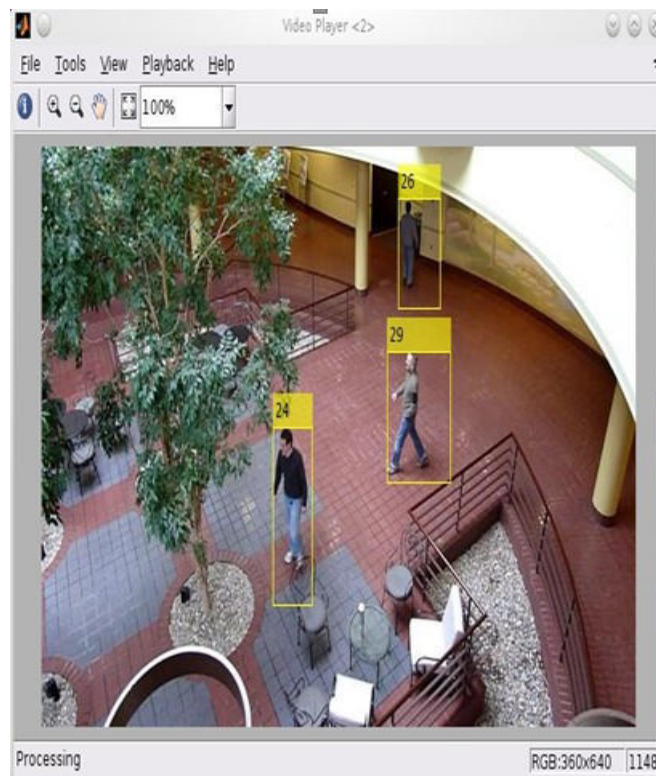 Video Player <2>
File Tools View Playback Help
100%
26
29
24
Processing RGB:360x640 1148